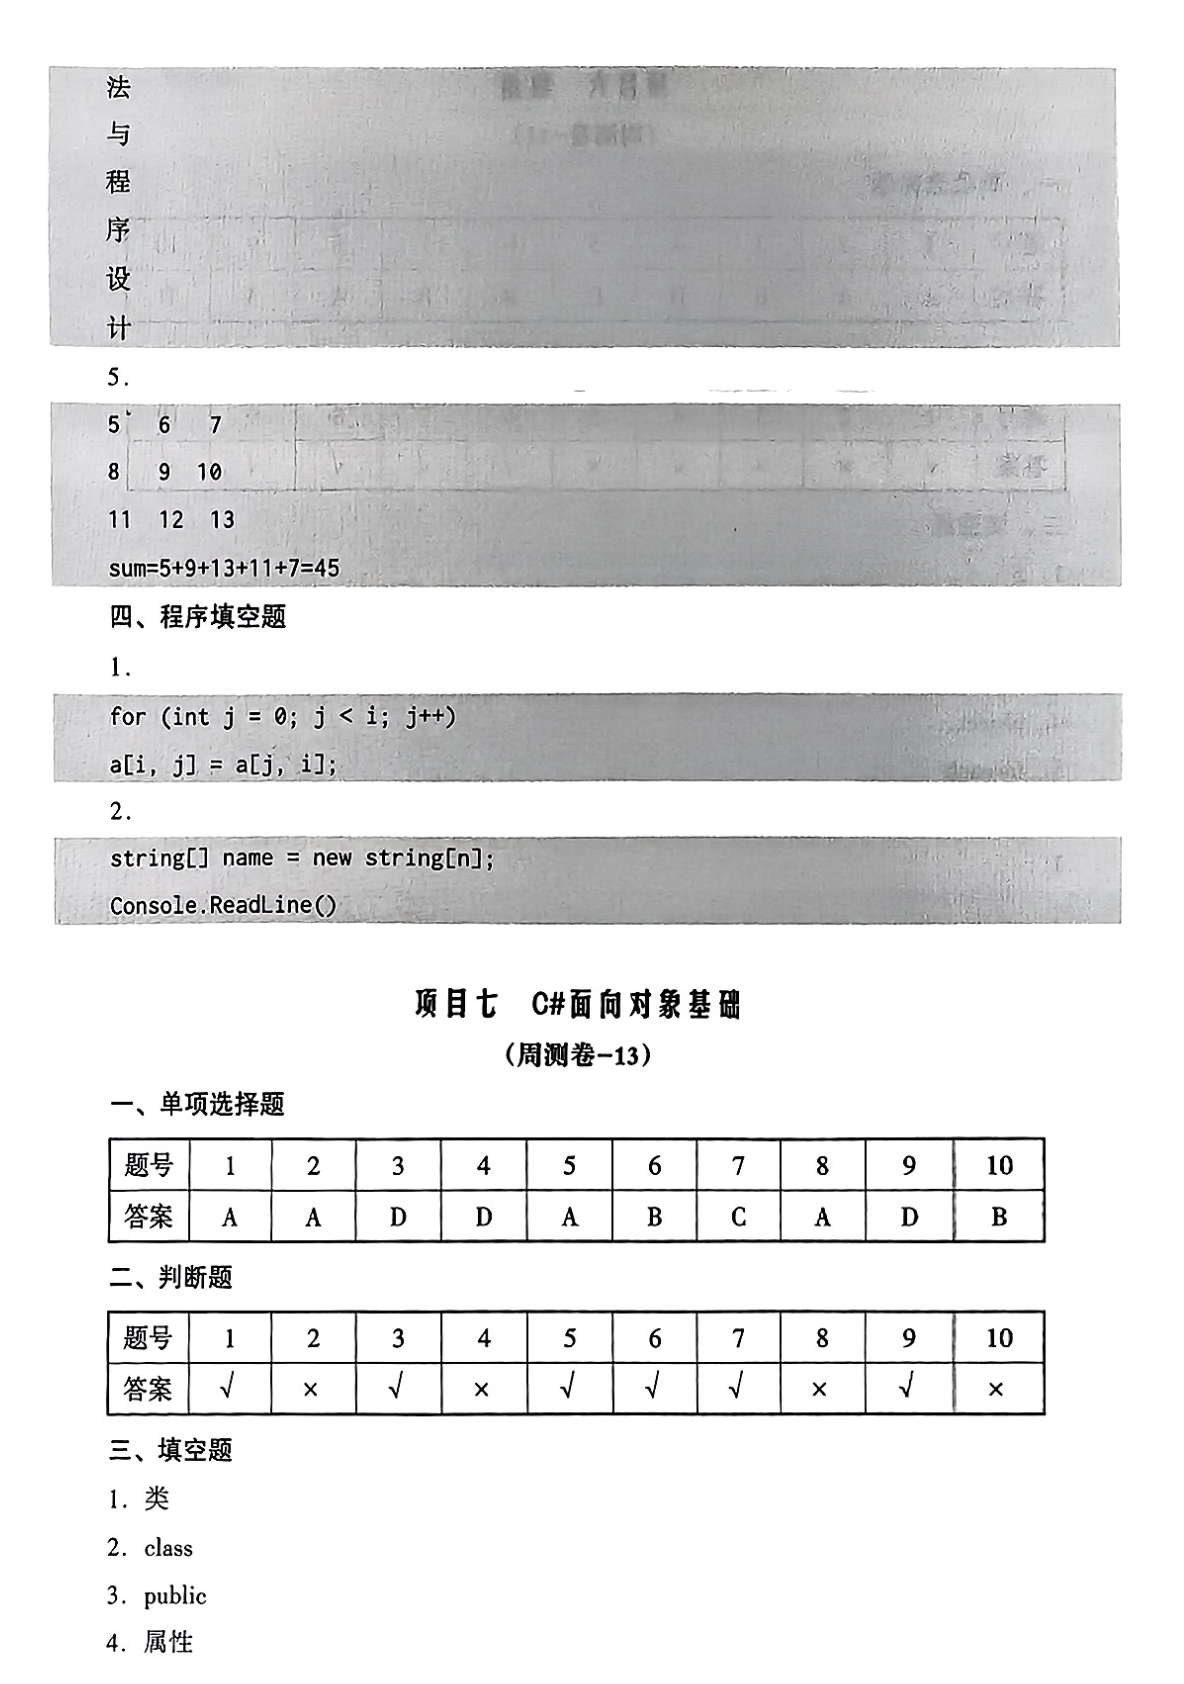 法
与
程
序
设
计
5.
5 6 7
8 9 10
11 12 13
sum=5+9+13+11+7=45
四、程序填空题
1.
for (int j = 0; j < i; j++)
a[i, j] = a[j, i];
2.
string[] name = new string[n];
Console.ReadLine()
项目七 C#面向对象基础
(周测卷-13)
一、单项选择题
题号 1 2 3 4 5 6 7 8 9 10
答案 A A D D A B C A D B
二、判断题
题号 1 2 3 4 5 6 7 8 9 10
答案 √ × √ × √ √ √ × √ ×
三、填空题
1. 类
2. class
3. public
4. 属性